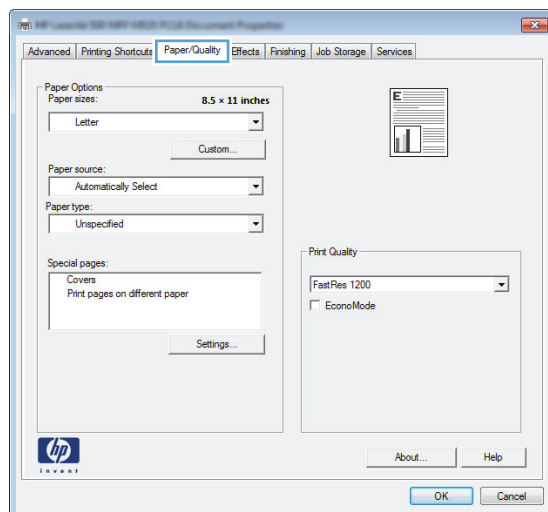 Advanced
Printing Shortcuts
Paper/Quality
Effects
Finishing
Job Storage
Services
Paper Options
Paper sizes:
8.5 × 11 inches
Letter
Custom...
Paper source:
Automatically Select
Paper type:
Unspecified
Special pages:
Covers
Print pages on different paper
Settings...
E
Print Quality
FastRes 1200
EconoMode
hp
invent
About...
Help
OK
Cancel